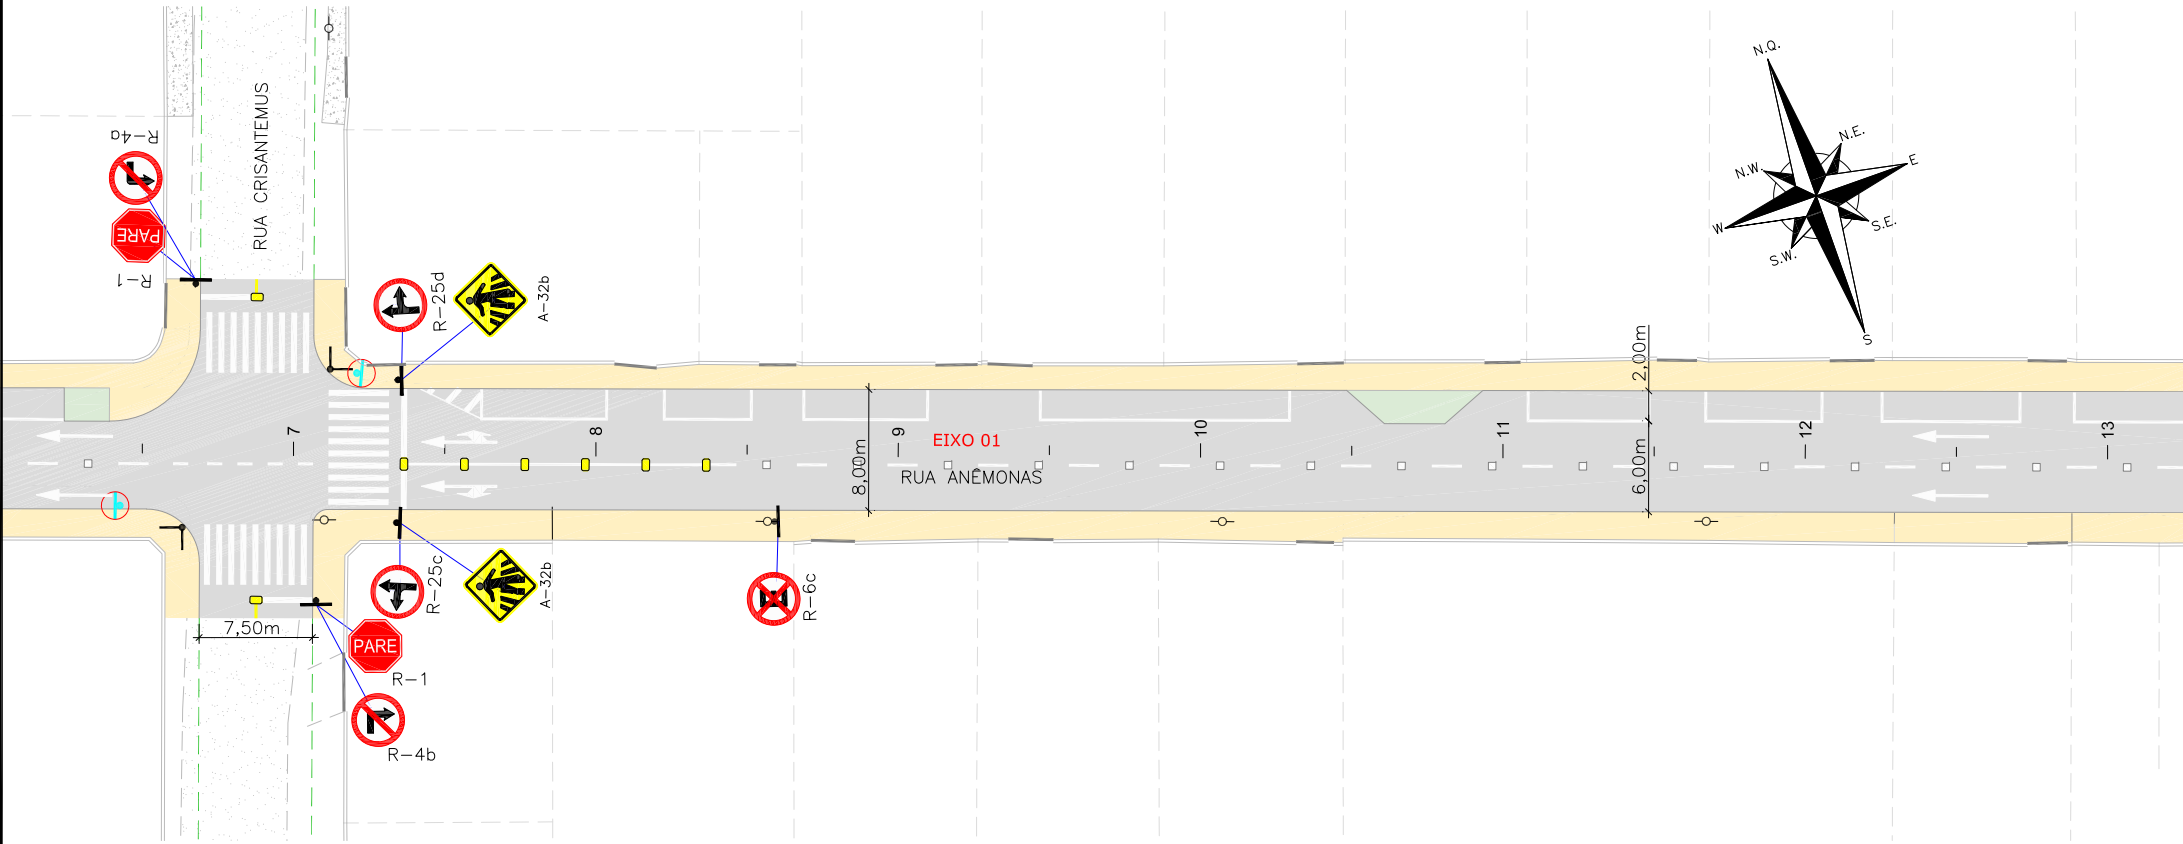 RUA CRISANTEMUS
R-4a
PARE
R-1
R-25d
A-32b
N.Q.
N.E.
E
S.E.
S
S.W.
W
N.W.
2,00m
7
8
9
10
11
12
13
EIXO 01
RUA ANÊMONAS
8,00m
6,00m
R-25c
A-32b
R-6c
7,50m
PARE
R-1
R-4b